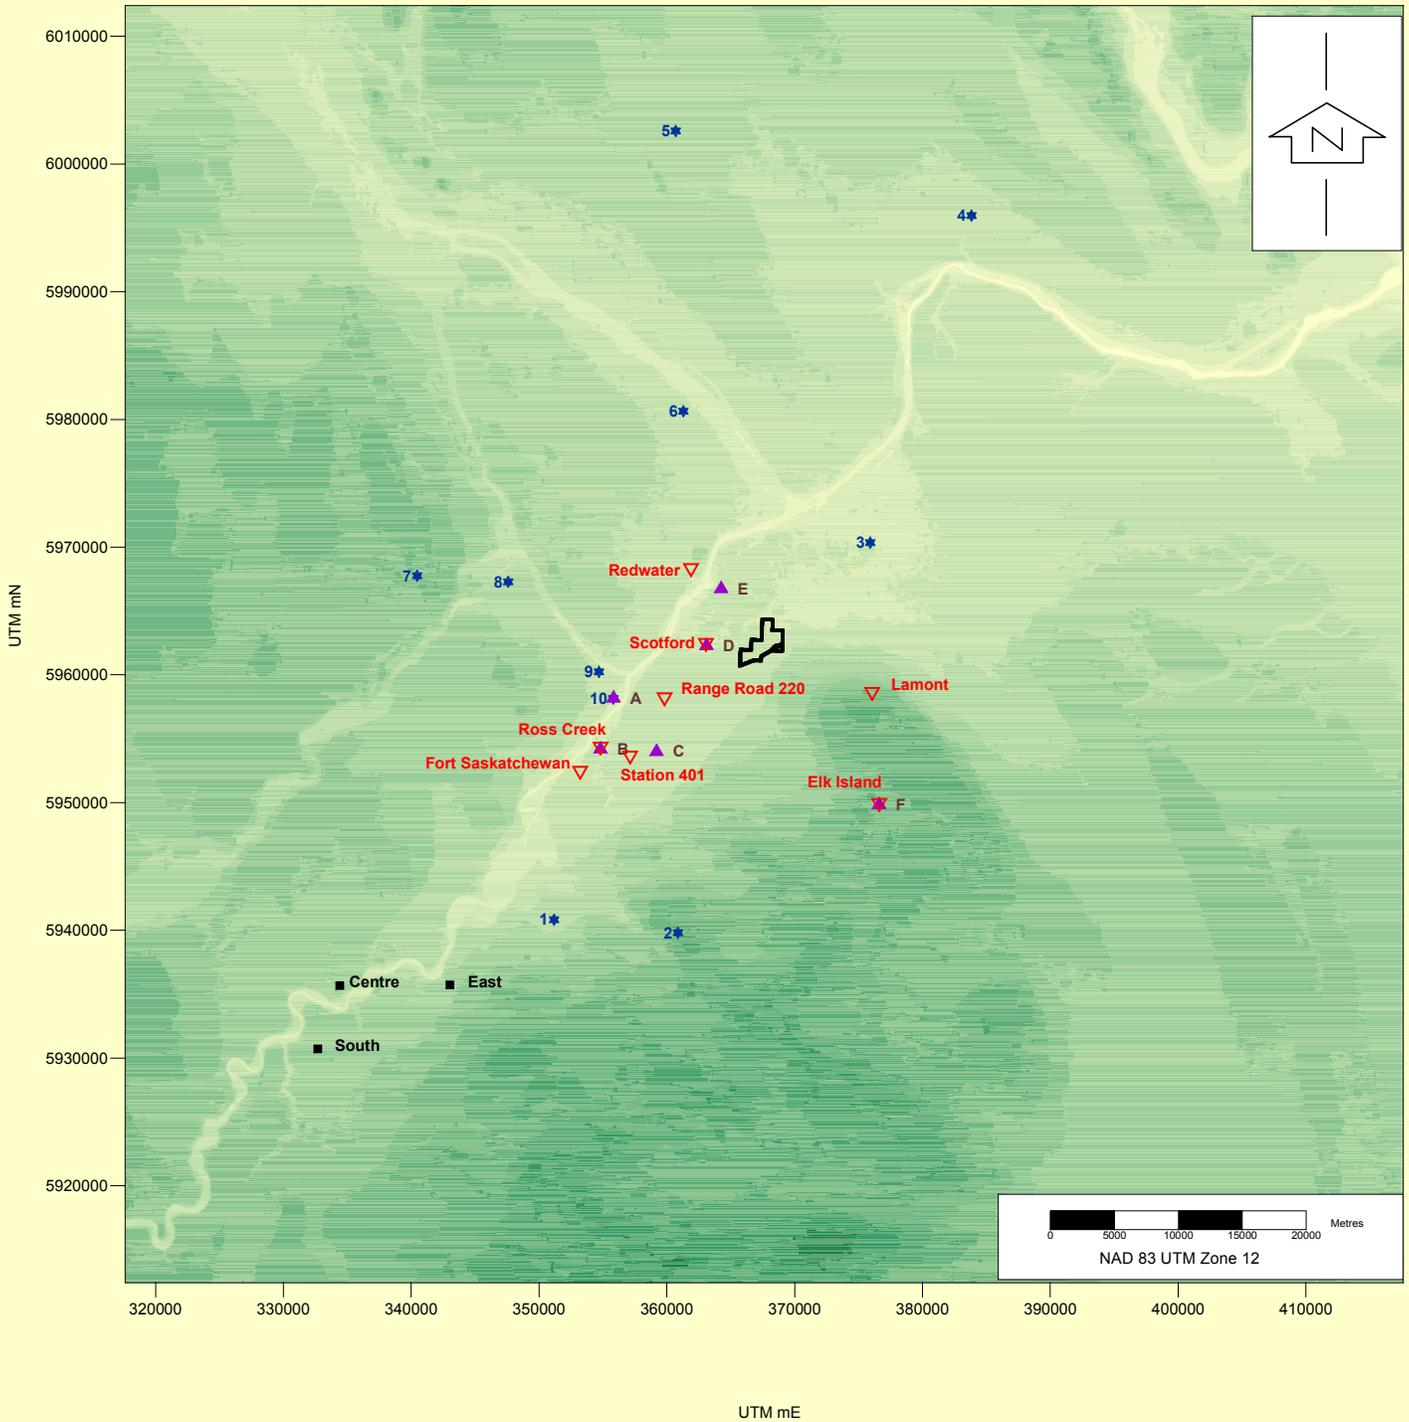 6010000
N
5
6000000
4
5990000
5980000
6
UTM mN
5970000
3
Redwater
7
8
E
Scotford
D
5960000
9
Range Road 220
Lamont
10
A
Ross Creek
B
C
Fort Saskatchewan
Station 401
Elk Island
5950000
F
5940000
1
2
Centre
East
South
5930000
5920000
0 5000 10000 15000 20000 Metres
NAD 83 UTM Zone 12
320000 330000 340000 350000 360000 370000 380000 390000 400000 410000
UTM mE